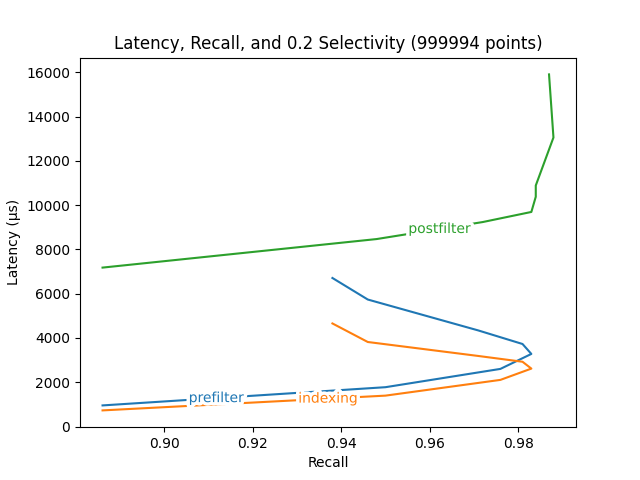 Latency, Recall, and 0.2 Selectivity (999994 points)
16000
14000
12000
10000
8000
6000
4000
2000
0
Latency (μs)
postfilter
prefilter
indexing
0.90
0.92
0.94
0.96
0.98
Recall